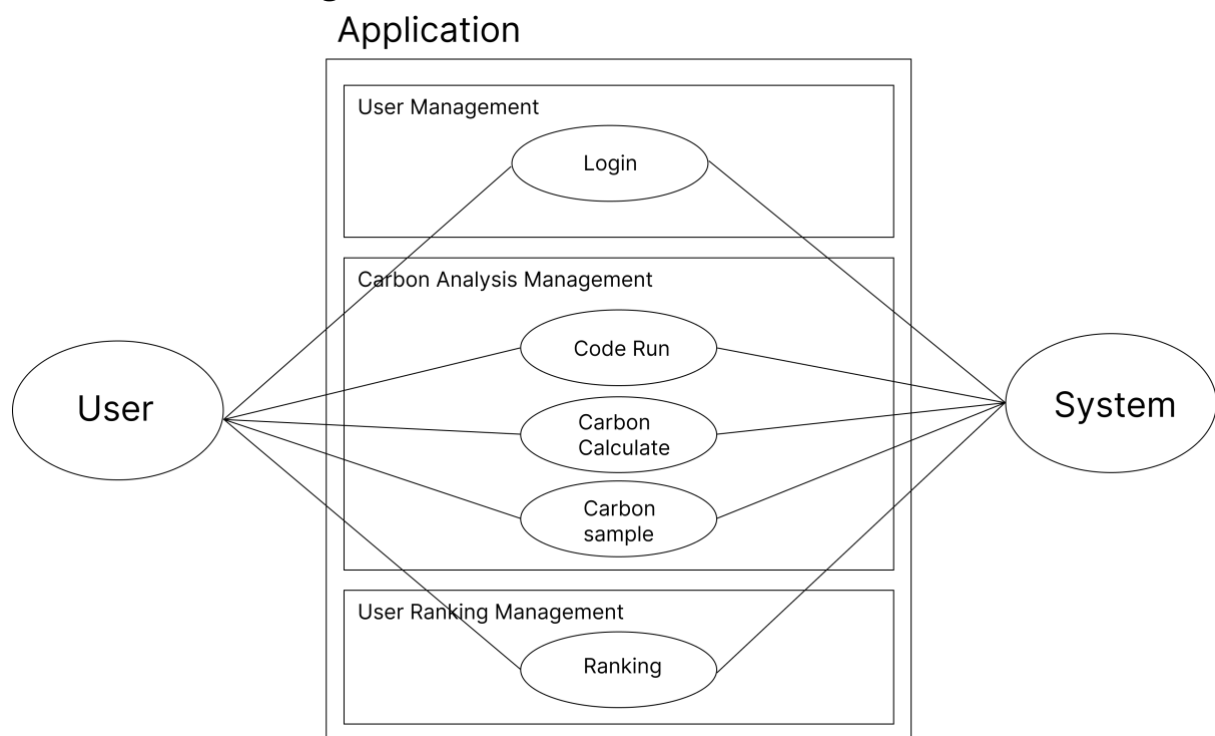 Application
User Management
Login
Carbon Analysis Management
Code Run
User
System
Carbon
Calculate
Carbon
sample
User Ranking Management
Ranking